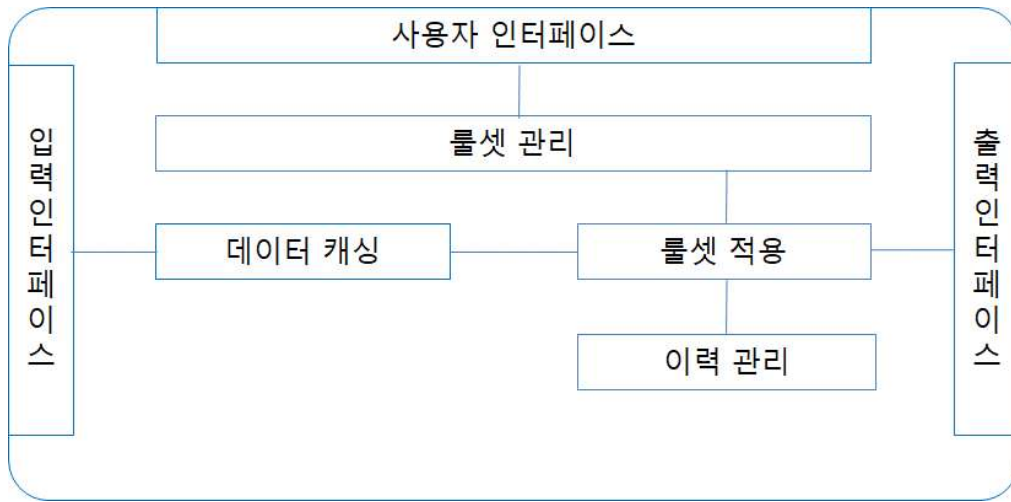 사용자 인터페이스
룰셋 관리
입력인터페이스
데이터 캐싱
룰셋 적용
출력인터페이스
이력 관리